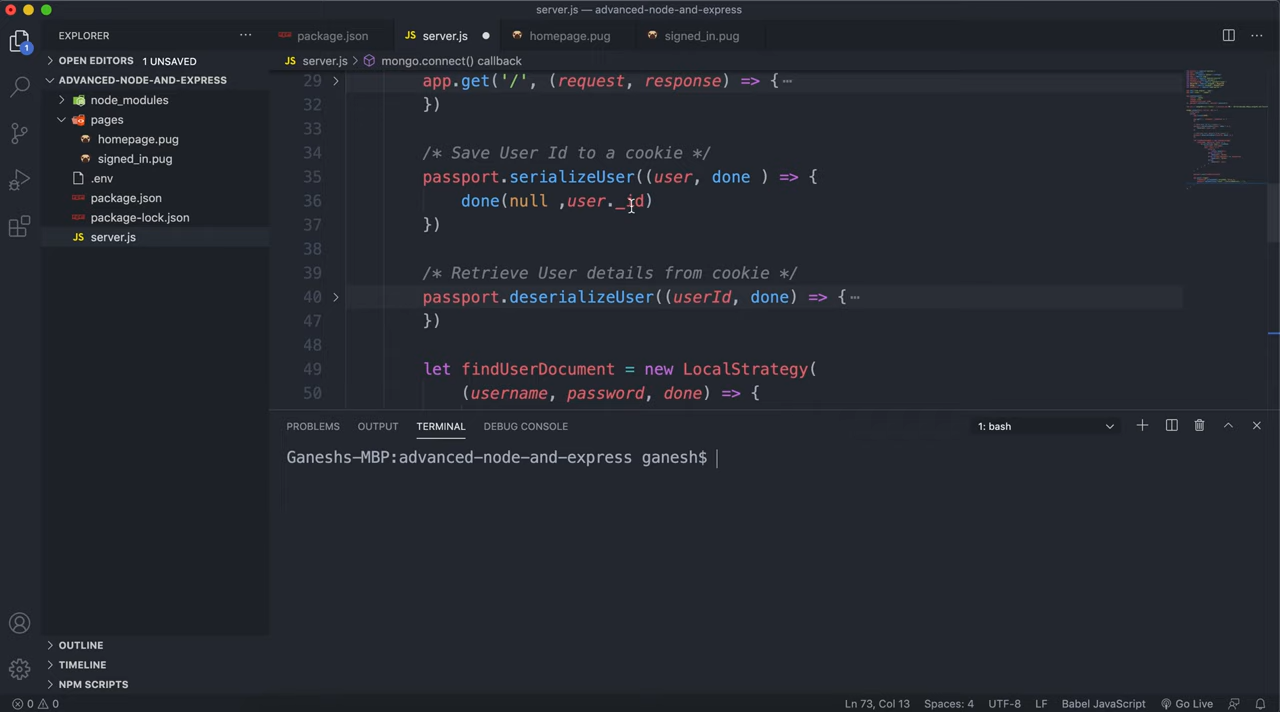 server.js — advanced-node-and-express
EXPLORER
package.json
JS server.js
homepage.pug
signed_in.pug
1
OPEN EDITORS 1 UNSAVED
JS server.js > mongo.connect() callback
ADVANCED-NODE-AND-EXPRESS
node_modules
pages
homepage.pug
signed_in.pug
.env
package.json
package-lock.json
JS server.js
29 app.get('/', (request, response) => {
32 })
33
34 /* Save User Id to a cookie */
35 passport.serializeUser((user, done ) => {
36 done(null ,user._id)
37 })
38
39 /* Retrieve User details from cookie */
40 passport.deserializeUser((userId, done) => {
47 })
48
49 let findUserDocument = new LocalStrategy(
50 (username, password, done) => {
PROBLEMS OUTPUT TERMINAL DEBUG CONSOLE 1: bash
Ganeshs-MBP:advanced-node-and-express ganesh$
OUTLINE
TIMELINE
NPM SCRIPTS
0 0 Ln 73, Col 13 Spaces: 4 UTF-8 LF Babel JavaScript Go Live